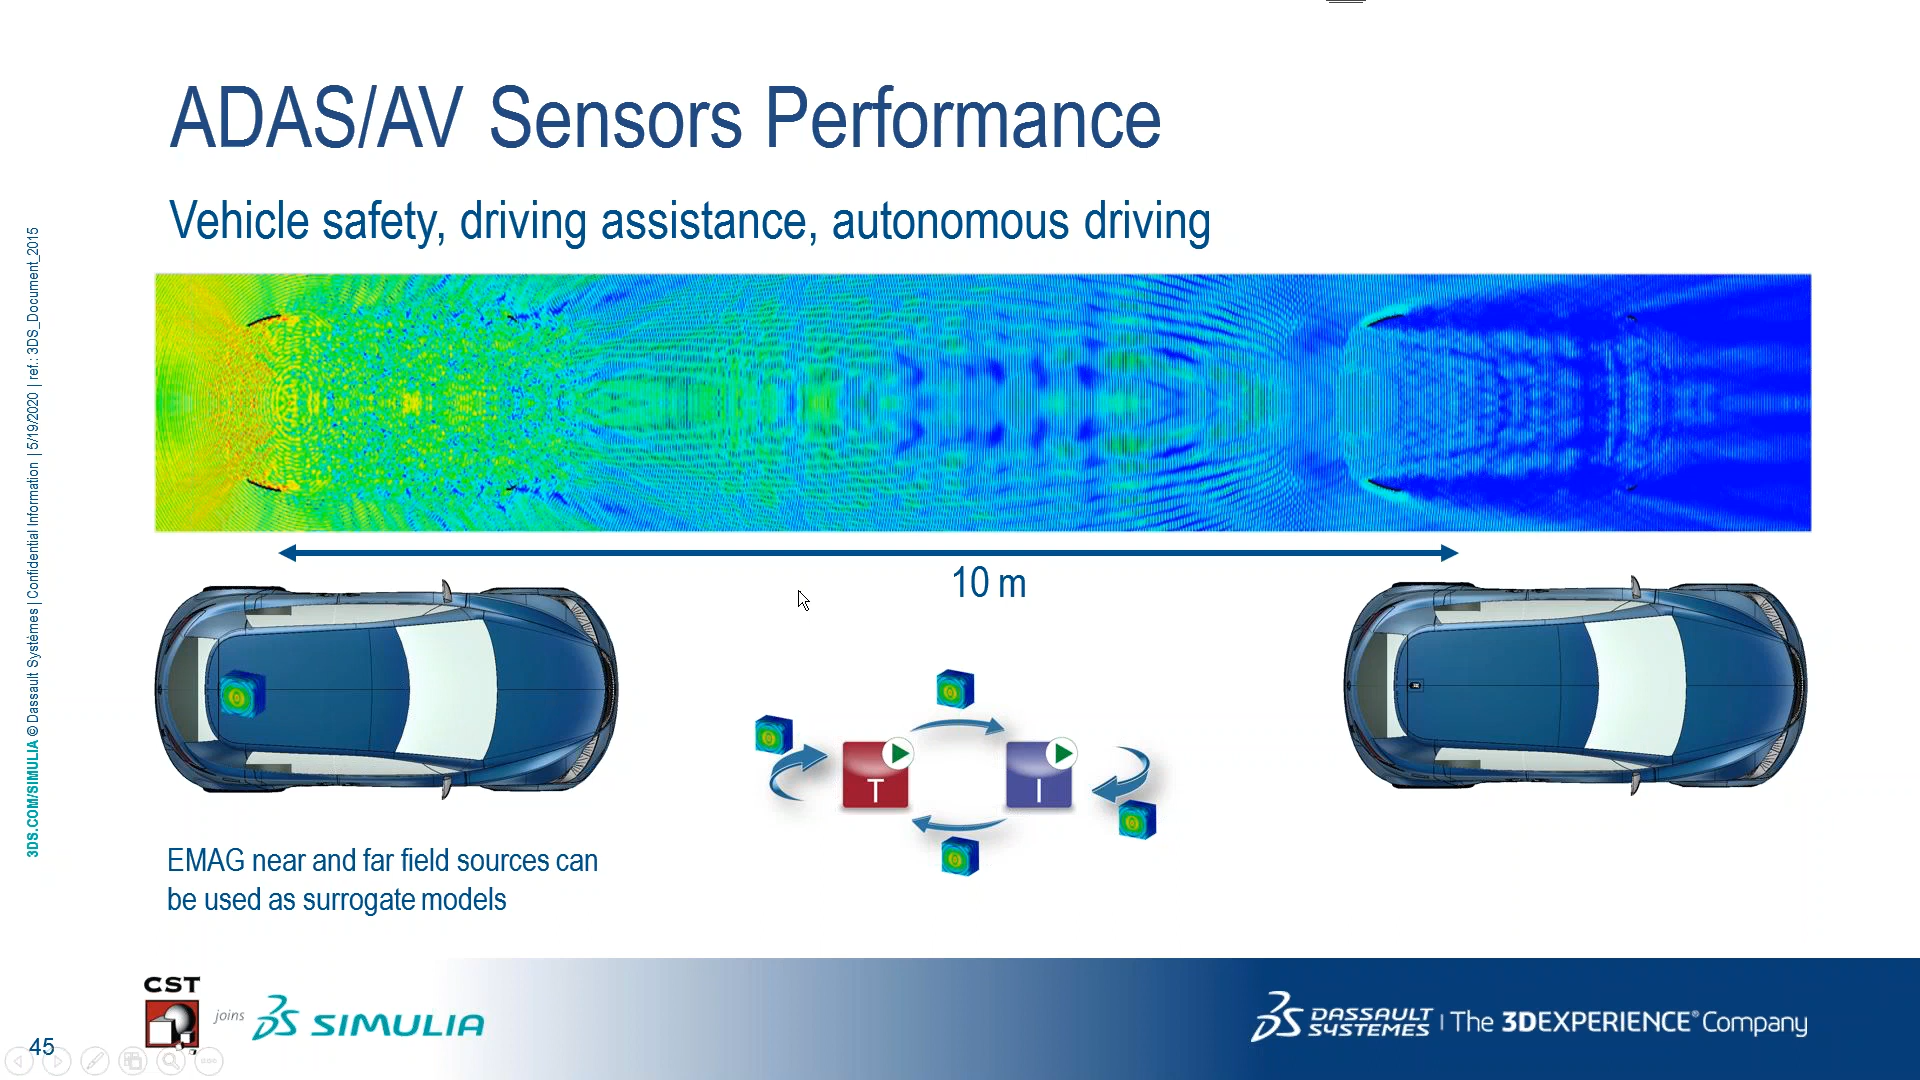 ADAS/AV Sensors Performance
Vehicle safety, driving assistance, autonomous driving
3DS.COM/SIMULIA © Dassault Systèmes | Confidential Information | 5/19/2020 | ref.: 3DS_Document_2015
10 m
T
I
EMAG near and far field sources can
be used as surrogate models
CST
joins
SIMULIA
DASSAULT
SYSTEMES | The 3DEXPERIENCE® Company
45